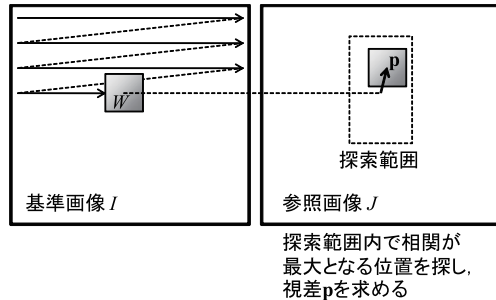 W
p
探索範囲
基準画像 I
参照画像 J
探索範囲内で相関が
最大となる位置を探し,
視差pを求める